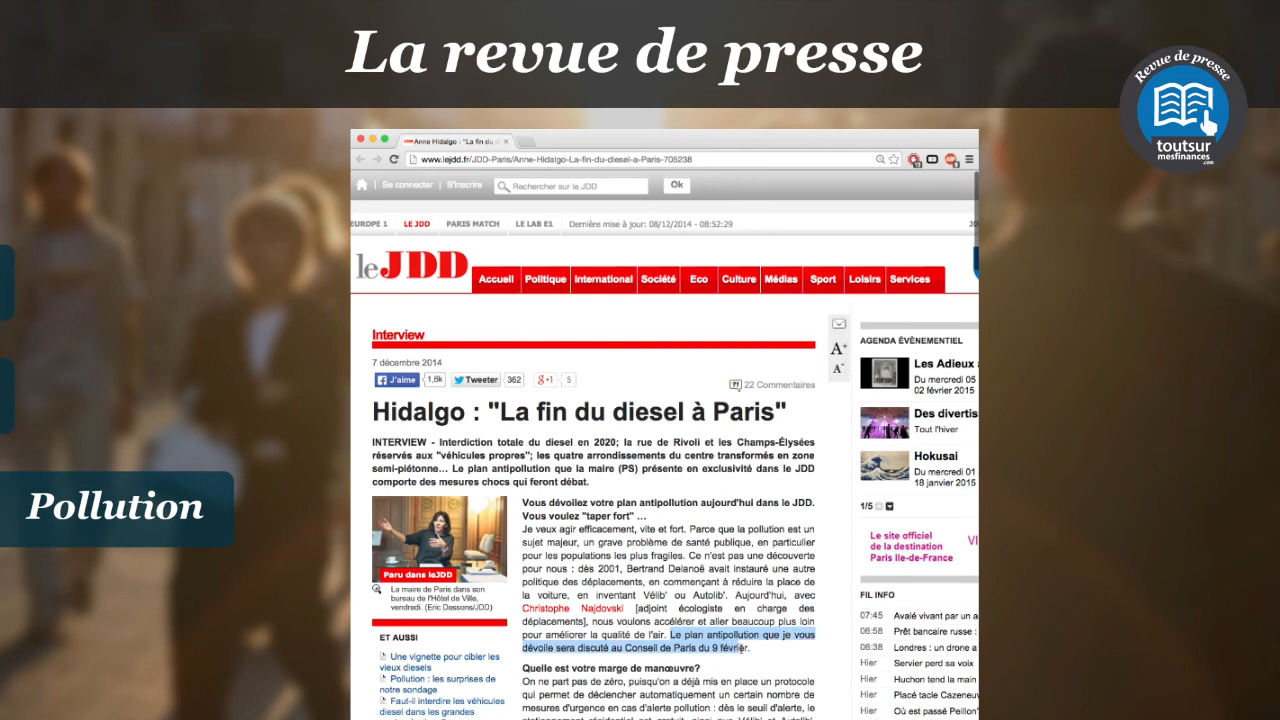 La revue de presse
Revue de presse
toutsur
mesfinances
.com
Anne Hidalgo : "La fin du d
www.lejdd.fr/JDD-Paris/Anne-Hidalgo-La-fin-du-diesel-a-Paris-705238
Se connecter | S'inscrire
Rechercher sur le JDD
Ok
EUROPE 1
LE JDD
PARIS MATCH
LE LAB E1
Dernière mise à jour: 08/12/2014 - 08:52:29
leJDD
Accueil
Politique
International
Société
Eco
Culture
Médias
Sport
Loisirs
Services
Interview
7 décembre 2014
J'aime
1,6k
Tweeter
362
g+1
5
22 Commentaires
A+
A-
Hidalgo : "La fin du diesel à Paris"
INTERVIEW - Interdiction totale du diesel en 2020; la rue de Rivoli et les Champs-Élysées
réservés aux "véhicules propres"; les quatre arrondissements du centre transformés en zone
semi-piétonne... Le plan antipollution que la maire (PS) présente en exclusivité dans le JDD
comporte des mesures chocs qui feront débat.
Paru dans leJDD
La maire de Paris dans son
bureau de l'Hôtel de Ville,
vendredi. (Eric Dessons/JDD)
ET AUSSI
Une vignette pour cibler les
vieux diesels
Pollution : les surprises de
notre sondage
Faut-il interdire les véhicules
diesel dans les grandes
Vous dévoilez votre plan antipollution aujourd'hui dans le JDD.
Vous voulez "taper fort" ...
Je veux agir efficacement, vite et fort. Parce que la pollution est un
sujet majeur, un grave problème de santé publique, en particulier
pour les populations les plus fragiles. Ce n'est pas une découverte
pour nous : dès 2001, Bertrand Delanoë avait instauré une autre
politique des déplacements, en commençant à réduire la place de
la voiture, en inventant Vélib' ou Autolib'. Aujourd'hui, avec
Christophe Najdovski [adjoint écologiste en charge des
déplacements], nous voulons accélérer et aller beaucoup plus loin
pour améliorer la qualité de l'air. Le plan antipollution que je vous
dévoile sera discuté au Conseil de Paris du 9 février.
Quelle est votre marge de manœuvre?
On ne part pas de zéro, puisqu'on a déjà mis en place un protocole
qui permet de déclencher automatiquement un certain nombre de
mesures d'urgence en cas d'alerte pollution : dès le seuil d'alerte, le
stationnement résidentiel est gratuit, ainsi que Vélib' et Autolib'.
AGENDA ÉVÈNEMENTIEL
Les Adieux
Du mercredi 05
02 février 2015
Des divertis
Tout l'hiver
Hokusai
Du mercredi 01
18 janvier 2015
1/5
Le site officiel
de la destination
Paris Ile-de-France
VI
FIL INFO
07:45 Avalé vivant par un a
06:58 Prêt bancaire russe :
06:38 Londres : un drone a
Hier Servier perd sa voix
Hier Huchon tend la main
Hier Placé tacle Cazeneuv
Hier Où est passé Peillon?
Pollution